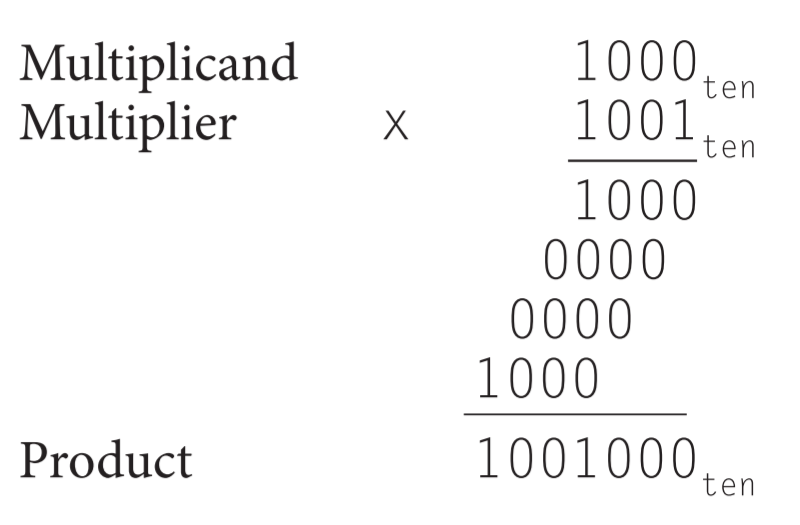 Multiplicand 1000ten
Multiplier X 1001ten
1000
0000
0000
1000
Product 1001000ten